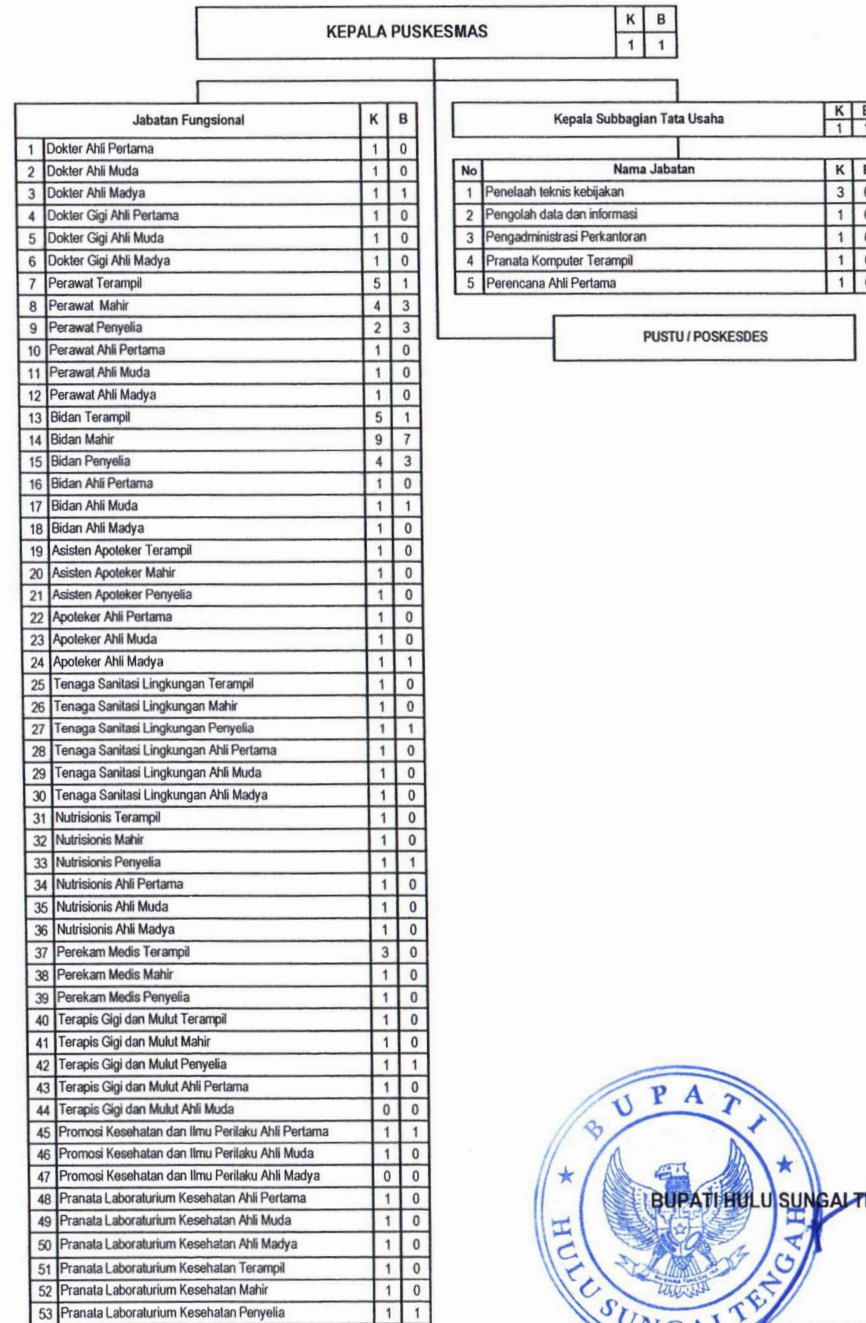 KEPALA PUSKESMAS K B
1 1
Jabatan Fungsional K B
1 Dokter Ahli Pertama 1 0
2 Dokter Ahli Muda 1 0
3 Dokter Ahli Madya 1 1
4 Dokter Gigi Ahli Pertama 1 0
5 Dokter Gigi Ahli Muda 1 0
6 Dokter Gigi Ahli Madya 1 0
7 Perawat Terampil 5 1
8 Perawat Mahir 4 3
9 Perawat Penyelia 2 3
10 Perawat Ahli Pertama 1 0
11 Perawat Ahli Muda 1 0
12 Perawat Ahli Madya 1 0
13 Bidan Terampil 5 1
14 Bidan Mahir 9 7
15 Bidan Penyelia 4 3
16 Bidan Ahli Pertama 1 0
17 Bidan Ahli Muda 1 1
18 Bidan Ahli Madya 1 0
19 Asisten Apoteker Terampil 1 0
20 Asisten Apoteker Mahir 1 0
21 Asisten Apoteker Penyelia 1 0
22 Apoteker Ahli Pertama 1 0
23 Apoteker Ahli Muda 1 0
24 Apoteker Ahli Madya 1 1
25 Tenaga Sanitasi Lingkungan Terampil 1 0
26 Tenaga Sanitasi Lingkungan Mahir 1 0
27 Tenaga Sanitasi Lingkungan Penyelia 1 1
28 Tenaga Sanitasi Lingkungan Ahli Pertama 1 0
29 Tenaga Sanitasi Lingkungan Ahli Muda 1 0
30 Tenaga Sanitasi Lingkungan Ahli Madya 1 0
31 Nutrisionis Terampil 1 0
32 Nutrisionis Mahir 1 0
33 Nutrisionis Penyelia 1 1
34 Nutrisionis Ahli Pertama 1 0
35 Nutrisionis Ahli Muda 1 0
36 Nutrisionis Ahli Madya 1 0
37 Perekam Medis Terampil 3 0
38 Perekam Medis Mahir 1 0
39 Perekam Medis Penyelia 1 0
40 Terapis Gigi dan Mulut Terampil 1 0
41 Terapis Gigi dan Mulut Mahir 1 0
42 Terapis Gigi dan Mulut Penyelia 1 1
43 Terapis Gigi dan Mulut Ahli Pertama 1 0
44 Terapis Gigi dan Mulut Ahli Muda 0 0
45 Promosi Kesehatan dan Ilmu Perilaku Ahli Pertama 1 1
46 Promosi Kesehatan dan Ilmu Perilaku Ahli Muda 1 0
47 Promosi Kesehatan dan Ilmu Perilaku Ahli Madya 0 0
48 Pranata Laboraturium Kesehatan Ahli Pertama 1 0
49 Pranata Laboraturium Kesehatan Ahli Muda 1 0
50 Pranata Laboraturium Kesehatan Ahli Madya 1 0
51 Pranata Laboraturium Kesehatan Terampil 1 0
52 Pranata Laboraturium Kesehatan Mahir 1 0
53 Pranata Laboraturium Kesehatan Penyelia 1 1
Kepala Subbagian Tata Usaha K
1
No Nama Jabatan K
1 Penelaah teknis kebijakan 3
2 Pengolah data dan informasi 1
3 Pengadministrasi Perkantoran 1
4 Pranata Komputer Terampil 1
5 Perencana Ahli Pertama 1
PUSTU / POSKESDES
BUPATI
BUPATI HULU SUNGAI
HULU SUNGAI TENGAH